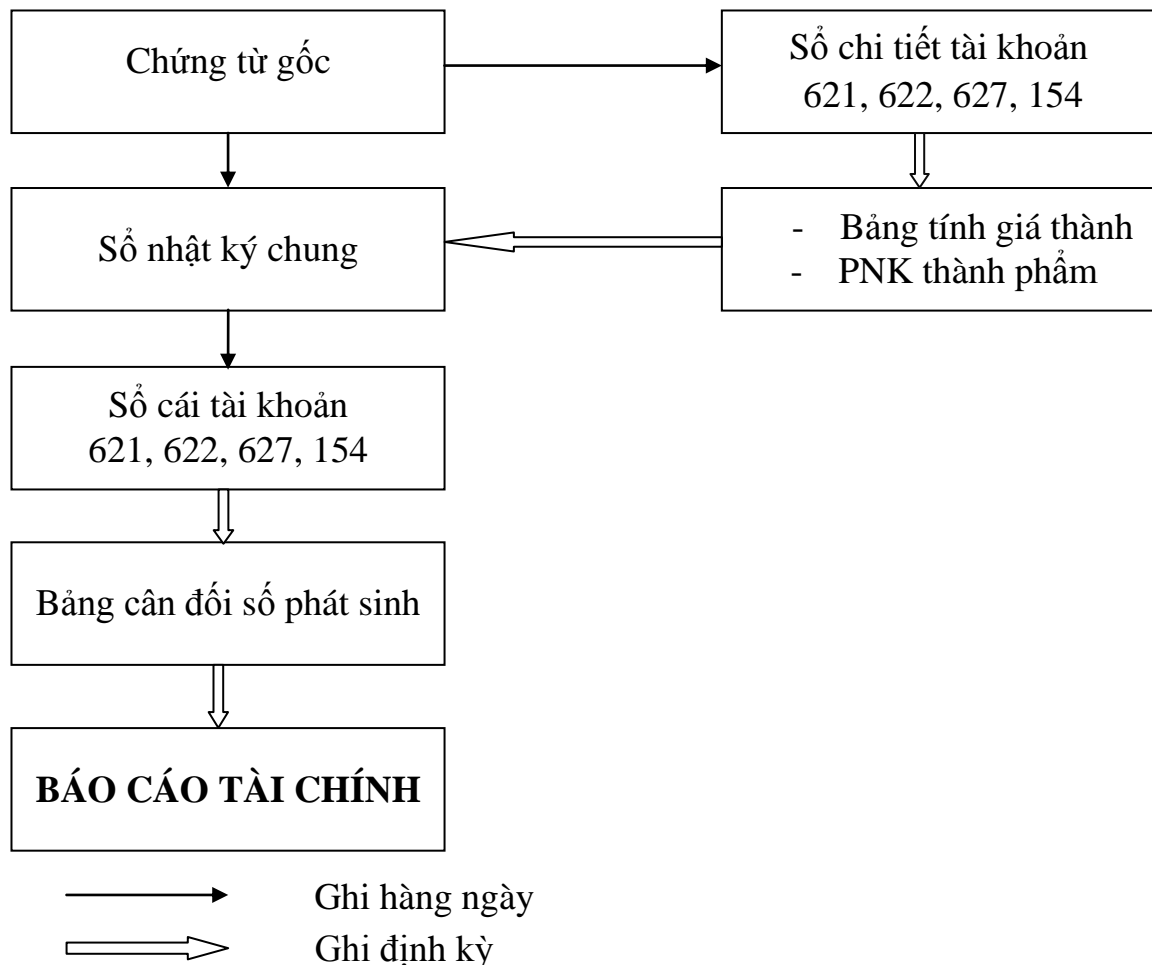 Chứng từ gốc
Sổ chi tiết tài khoản
621, 622, 627, 154
Sổ nhật ký chung
- Bảng tính giá thành
- PNK thành phẩm
Sổ cái tài khoản
621, 622, 627, 154
Bảng cân đối số phát sinh
BÁO CÁO TÀI CHÍNH
Ghi hàng ngày
Ghi định kỳ